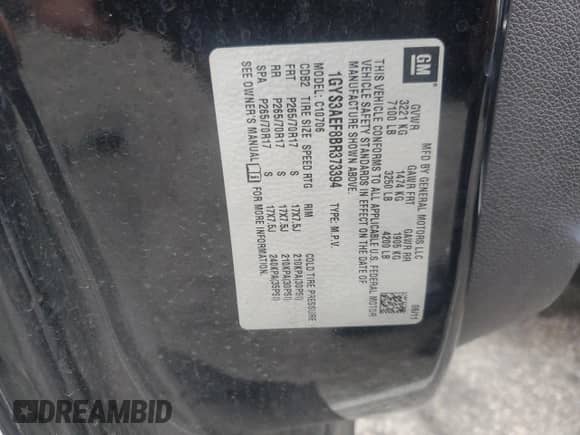 GM
MFD BY GENERAL MOTORS LLC
GVWR GAWR FRT GAWR RR
3221 KG 1474 KG 1905 KG
7100 LB 3250 LB 4200 LB
08/11
THIS VEHICLE CONFORMS TO ALL APPLICABLE U.S. FEDERAL MOTOR
VEHICLE SAFETY STANDARDS IN EFFECT ON THE DATE OF
MANUFACTURE SHOWN ABOVE.
1GYS3AEF8BR373394 TYPE: M.P.V.
MODEL: C10706
CDB2 TIRE SIZE SPEED RTG RIM COLD TIRE PRESSURE
FRT P265/70R17 S 17X7.5J 210KPA(30PSI)
RR P265/70R17 S 17X7.5J 210KPA(30PSI)
SPA P265/70R17 S 17X7.5J 240KPA(35PSI)
SEE OWNER'S MANUAL FOR MORE INFORMATION.
DREAMBID